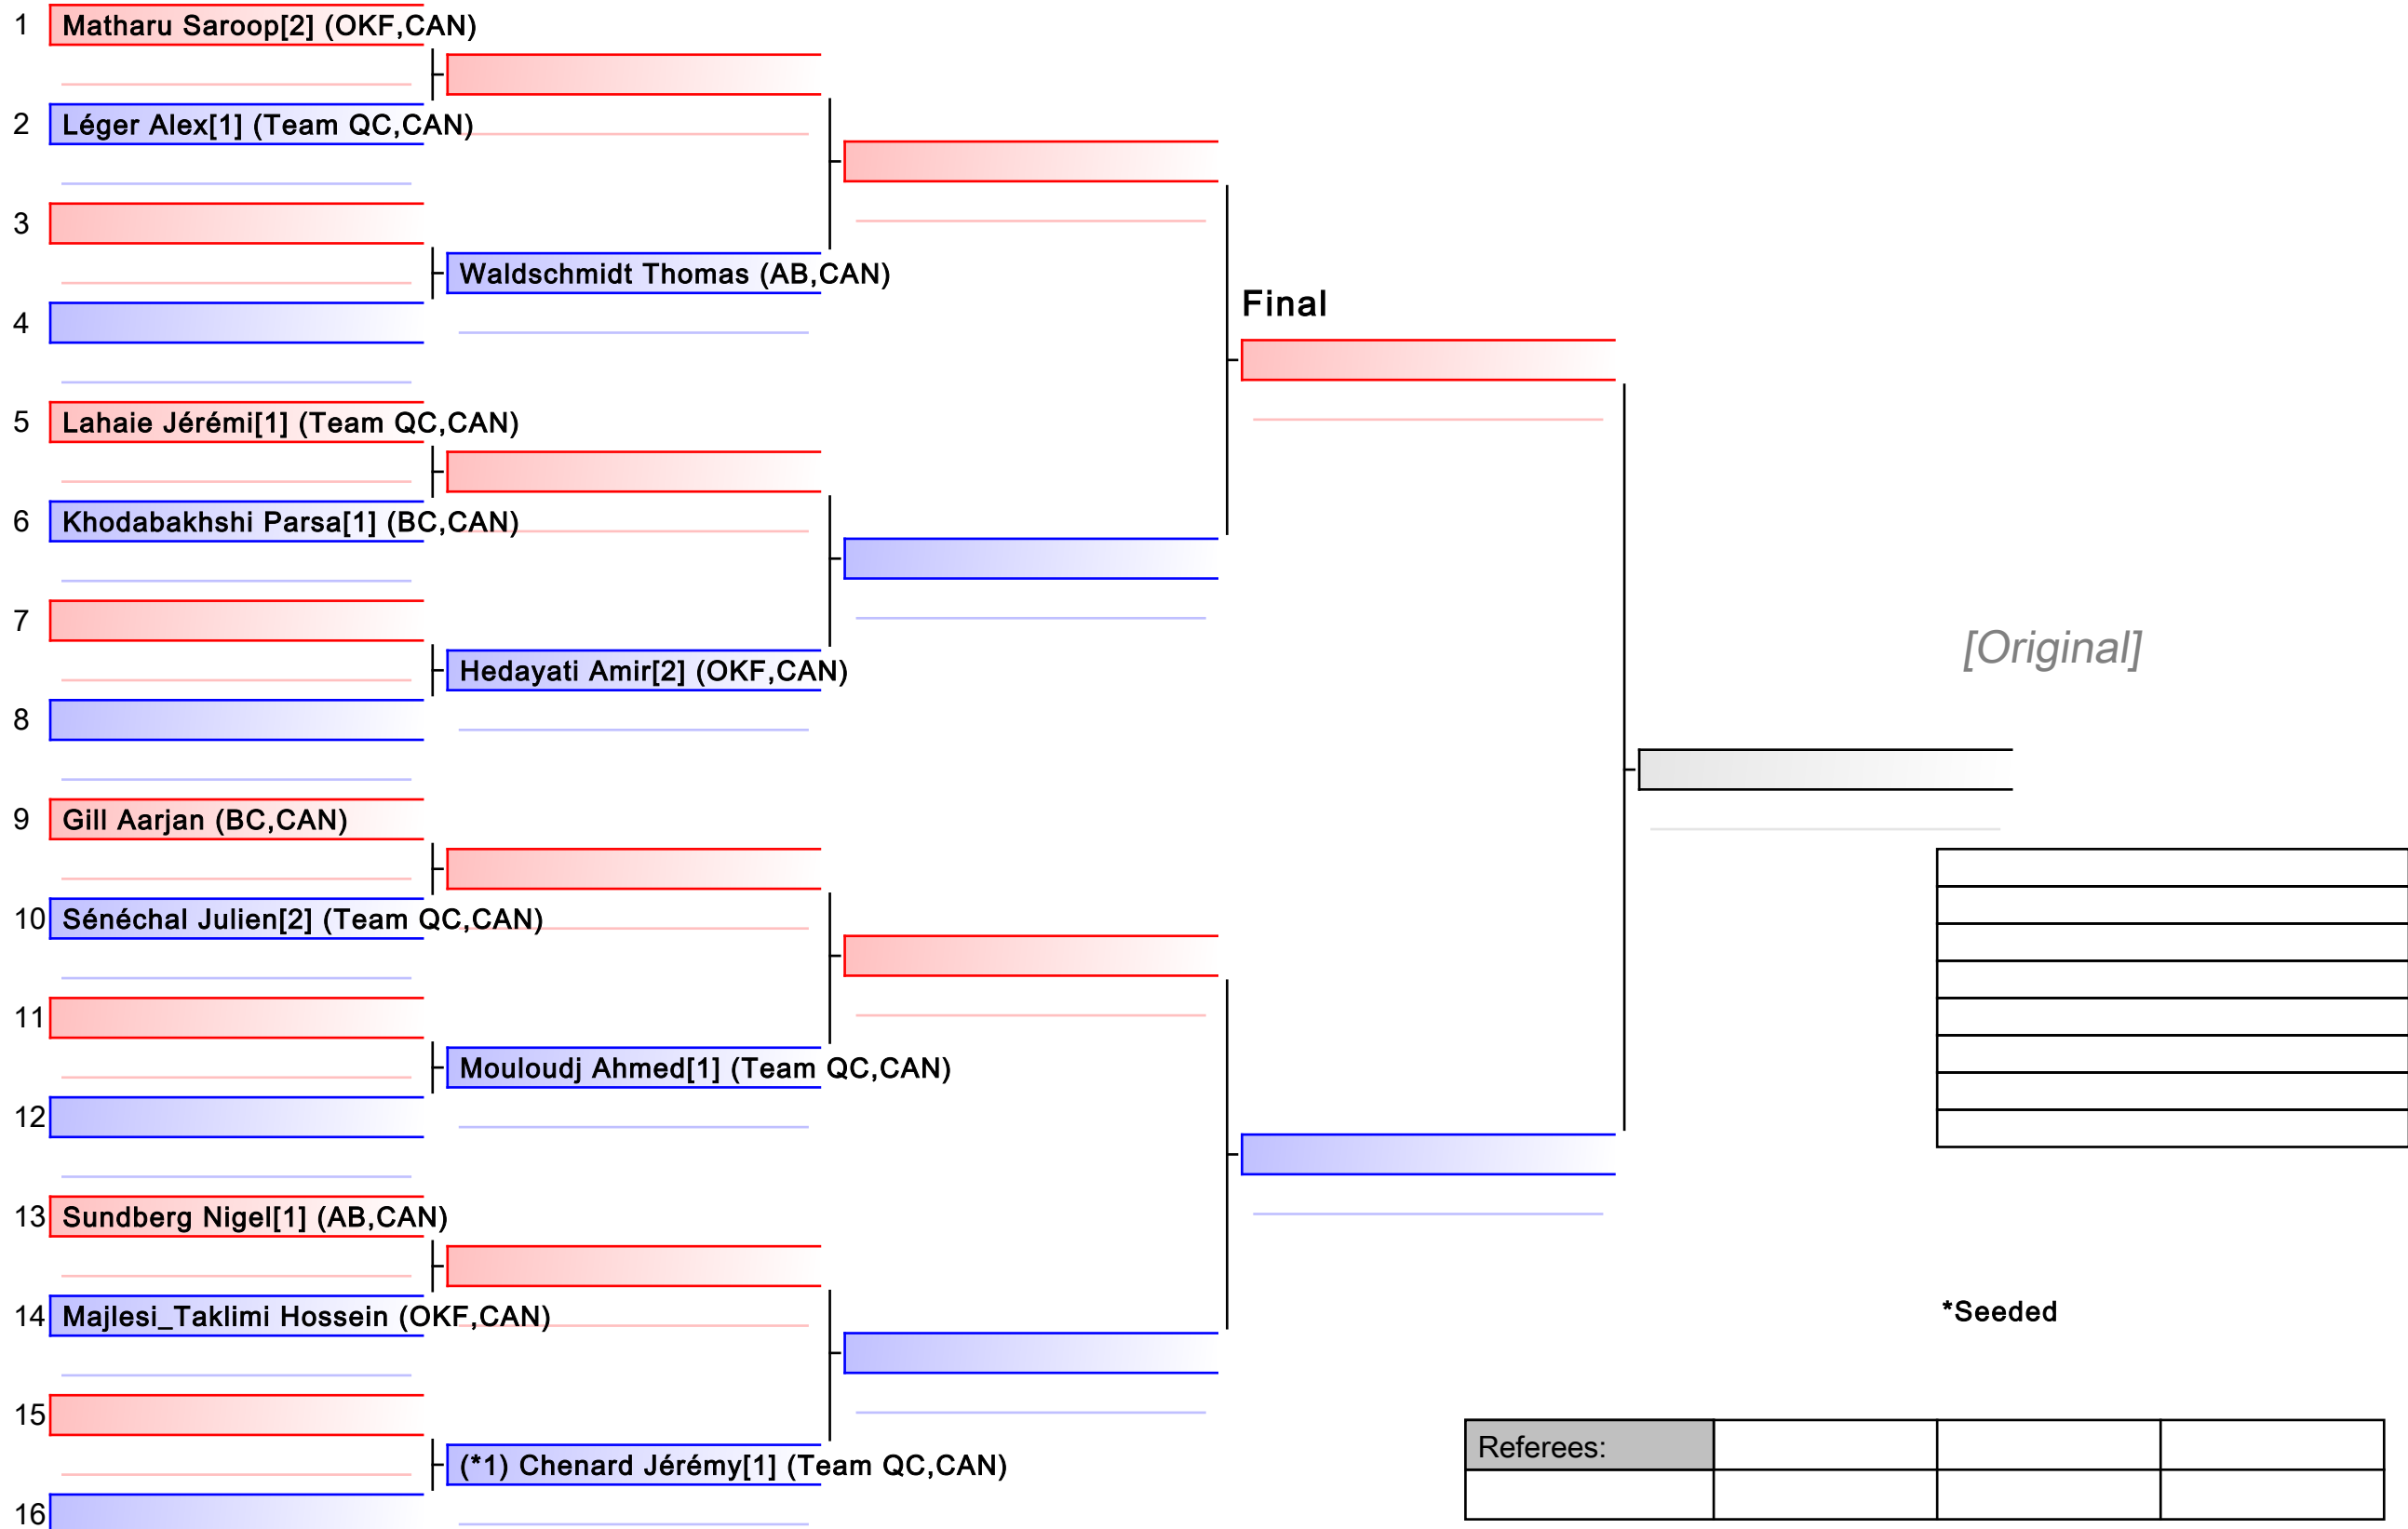 1 Matharu Saroop[2] (OKF,CAN)
2 Léger Alex[1] (Team QC,CAN)
3
Waldschmidt Thomas (AB,CAN)
4
Final
5 Lahaie Jérémi[1] (Team QC,CAN)
6 Khodabakhshi Parsa[1] (BC,CAN)
7
[Original]
Hedayati Amir[2] (OKF,CAN)
8
9 Gill Aarjan (BC,CAN)
10 Sénéchal Julien[2] (Team QC,CAN)
11
Mouloudj Ahmed[1] (Team QC,CAN)
12
13 Sundberg Nigel[1] (AB,CAN)
14 Majlesi_Taklimi Hossein (OKF,CAN)
*Seeded
15
Referees:
(*1) Chenard Jérémy[1] (Team QC,CAN)
16